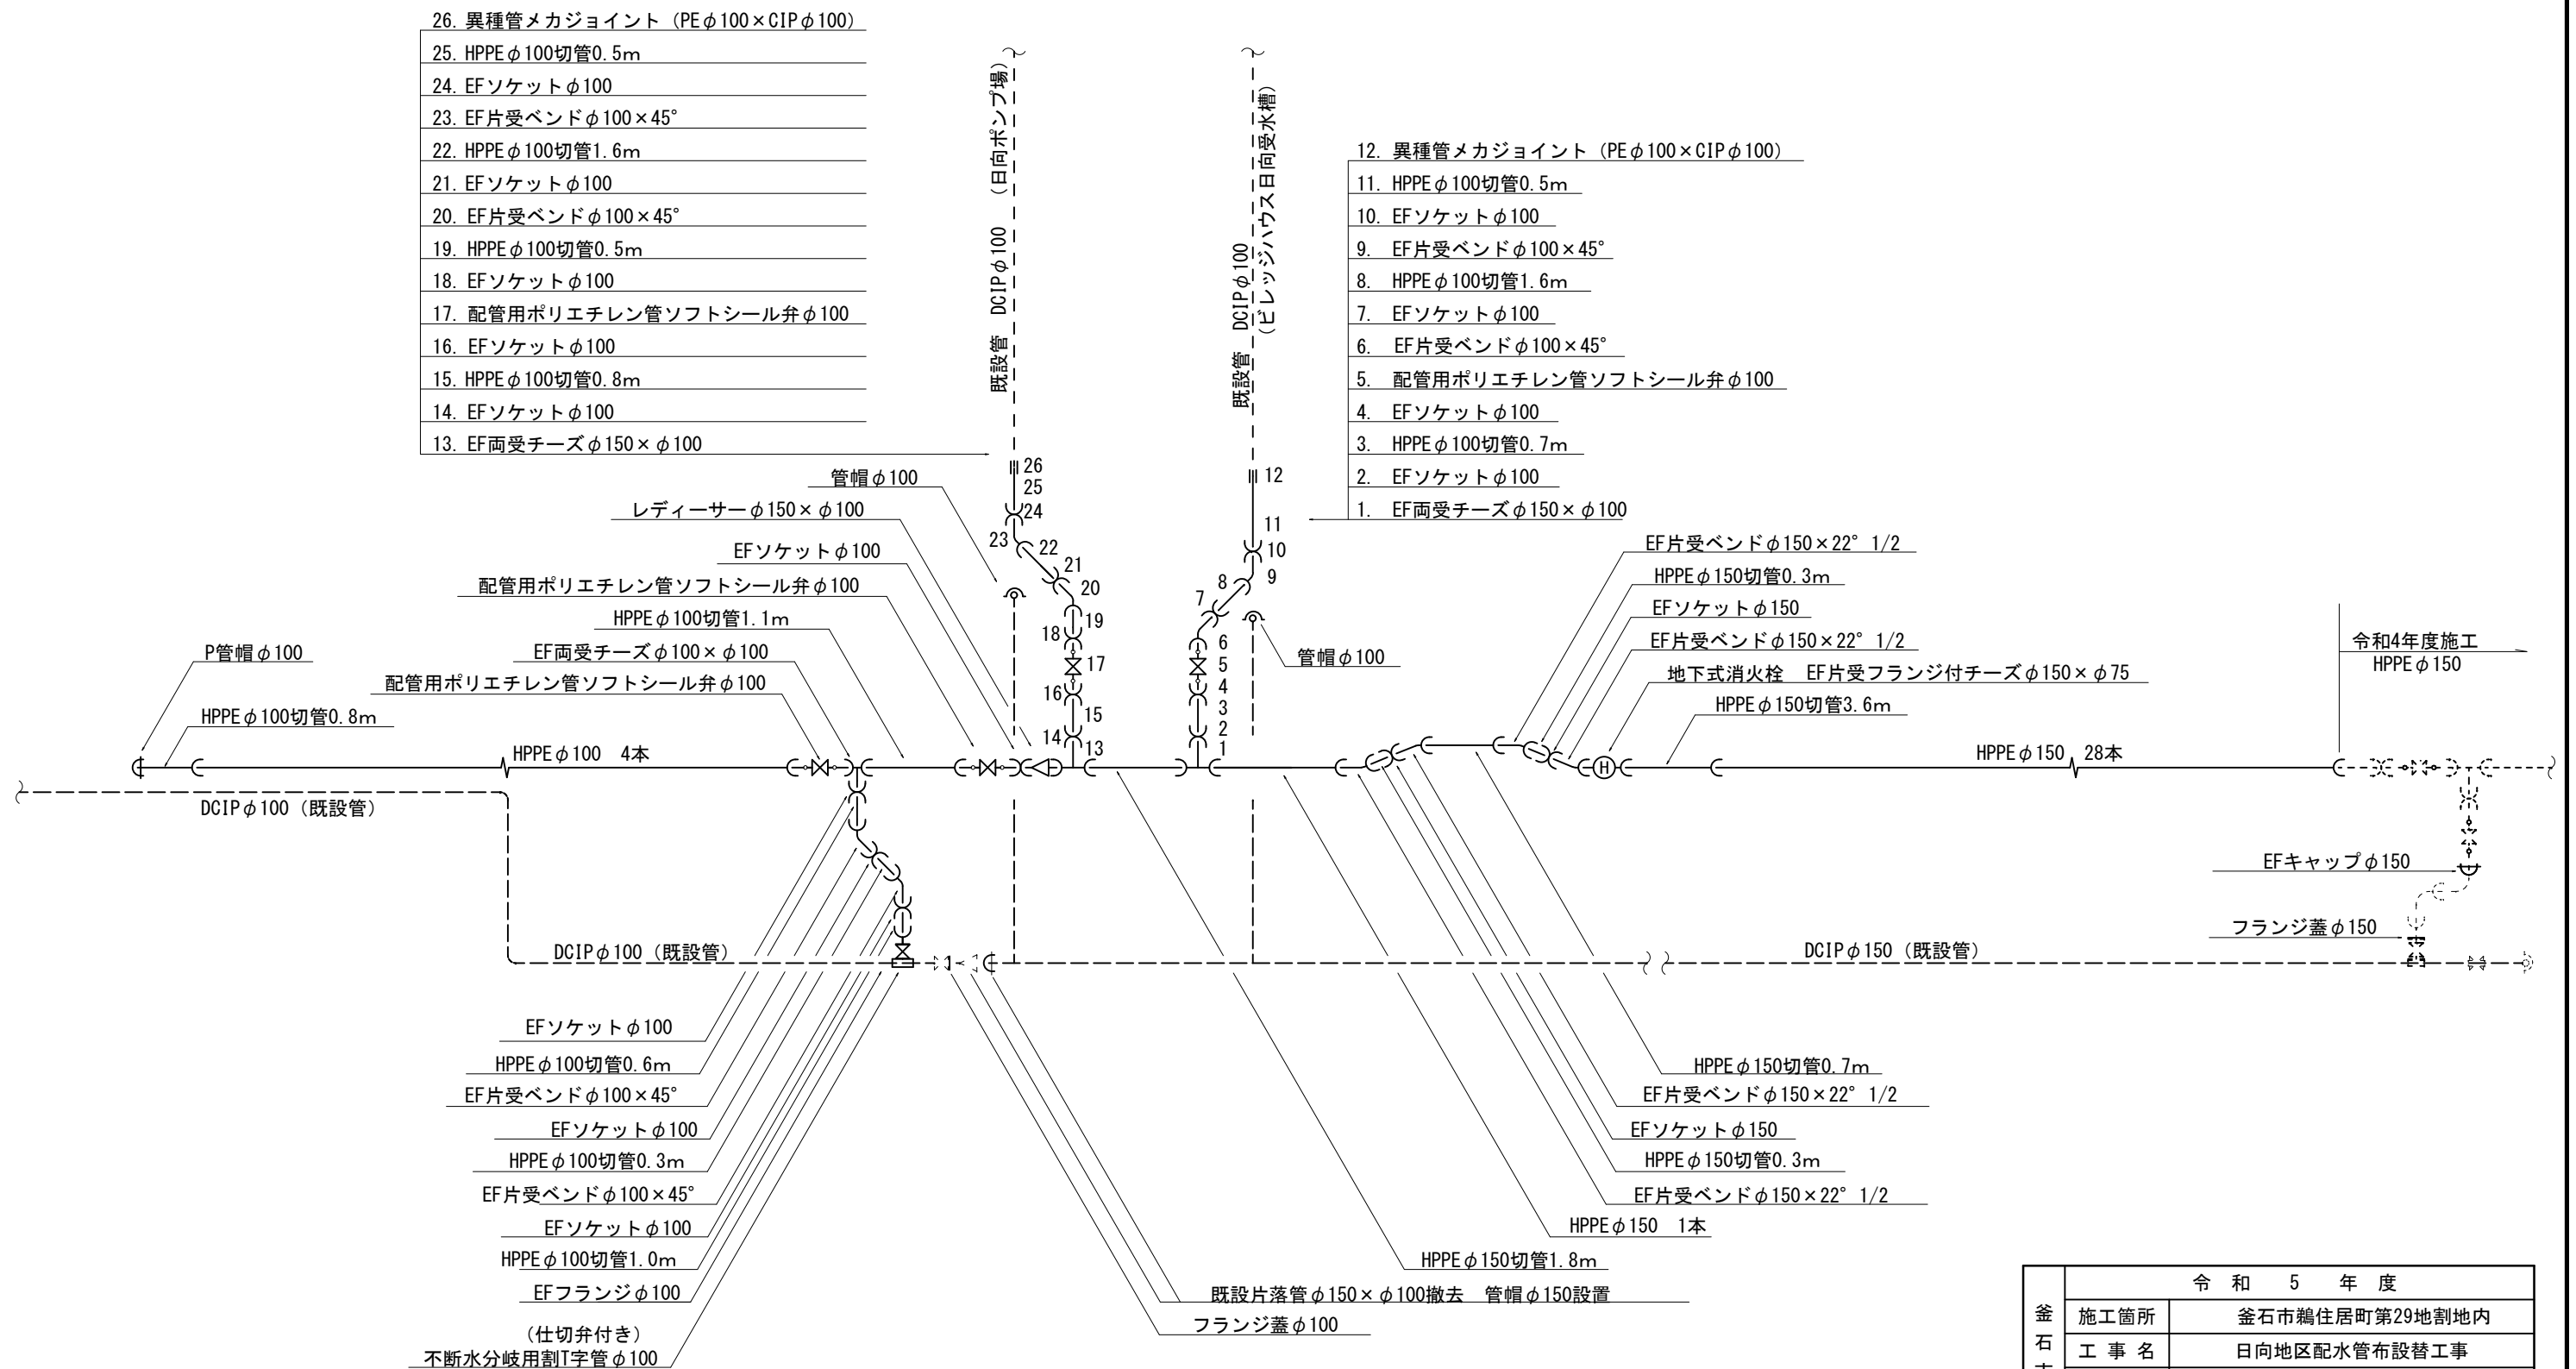 26. 異種管メカジョイント（PEφ100×CIPφ100）
25. HPPEφ100切管0.5m
24. EFソケットφ100
23. EF片受ベンドφ100×45°
22. HPPEφ100切管1.6m
21. EFソケットφ100
20. EF片受ベンドφ100×45°
19. HPPEφ100切管0.5m
18. EFソケットφ100
17. 配管用ポリエチレン管ソフトシール弁φ100
16. EFソケットφ100
15. HPPEφ100切管0.8m
14. EFソケットφ100
13. EF両受チーズφ150×φ100
既設管 DCIPφ100 （日向ポンプ場）
既設管 DCIPφ100
（ビレッジハウス日向受水槽）
12. 異種管メカジョイント（PEφ100×CIPφ100）
11. HPPEφ100切管0.5m
10. EFソケットφ100
9. EF片受ベンドφ100×45°
8. HPPEφ100切管1.6m
7. EFソケットφ100
6. EF片受ベンドφ100×45°
5. 配管用ポリエチレン管ソフトシール弁φ100
4. EFソケットφ100
3. HPPEφ100切管0.7m
2. EFソケットφ100
1. EF両受チーズφ150×φ100
管帽φ100
レディーサーφ150×φ100
EFソケットφ100
配管用ポリエチレン管ソフトシール弁φ100
HPPEφ100切管1.1m
EF両受チーズφ100×φ100
配管用ポリエチレン管ソフトシール弁φ100
P管帽φ100
HPPEφ100切管0.8m
HPPEφ100 4本
DCIPφ100（既設管）
26
25
24
23
22
21
20
19
18
17
16
15
14
13
12
11
10
9
8
7
6
5
4
3
2
1
管帽φ100
EF片受ベンドφ150×22° 1/2
HPPEφ150切管0.3m
EFソケットφ150
EF片受ベンドφ150×22° 1/2
地下式消火栓 EF片受フランジ付チーズφ150×φ75
HPPEφ150切管3.6m
H
HPPEφ150 28本
令和4年度施工
HPPEφ150
EFキャップφ150
フランジ蓋φ150
DCIPφ100（既設管）
DCIPφ150（既設管）
EFソケットφ100
HPPEφ100切管0.6m
EF片受ベンドφ100×45°
EFソケットφ100
HPPEφ100切管0.3m
EF片受ベンドφ100×45°
EFソケットφ100
HPPEφ100切管1.0m
EFフランジφ100
（仕切弁付き）
不断水分岐用割T字管φ100
HPPEφ150切管0.7m
EF片受ベンドφ150×22° 1/2
EFソケットφ150
HPPEφ150切管0.3m
EF片受ベンドφ150×22° 1/2
HPPEφ150 1本
HPPEφ150切管1.8m
既設片落管φ150×φ100撤去 管帽φ150設置
フランジ蓋φ100
令和 5 年度
釜石
施工箇所 釜石市鵜住居町第29地割地内
工事名 日向地区配水管布設替工事